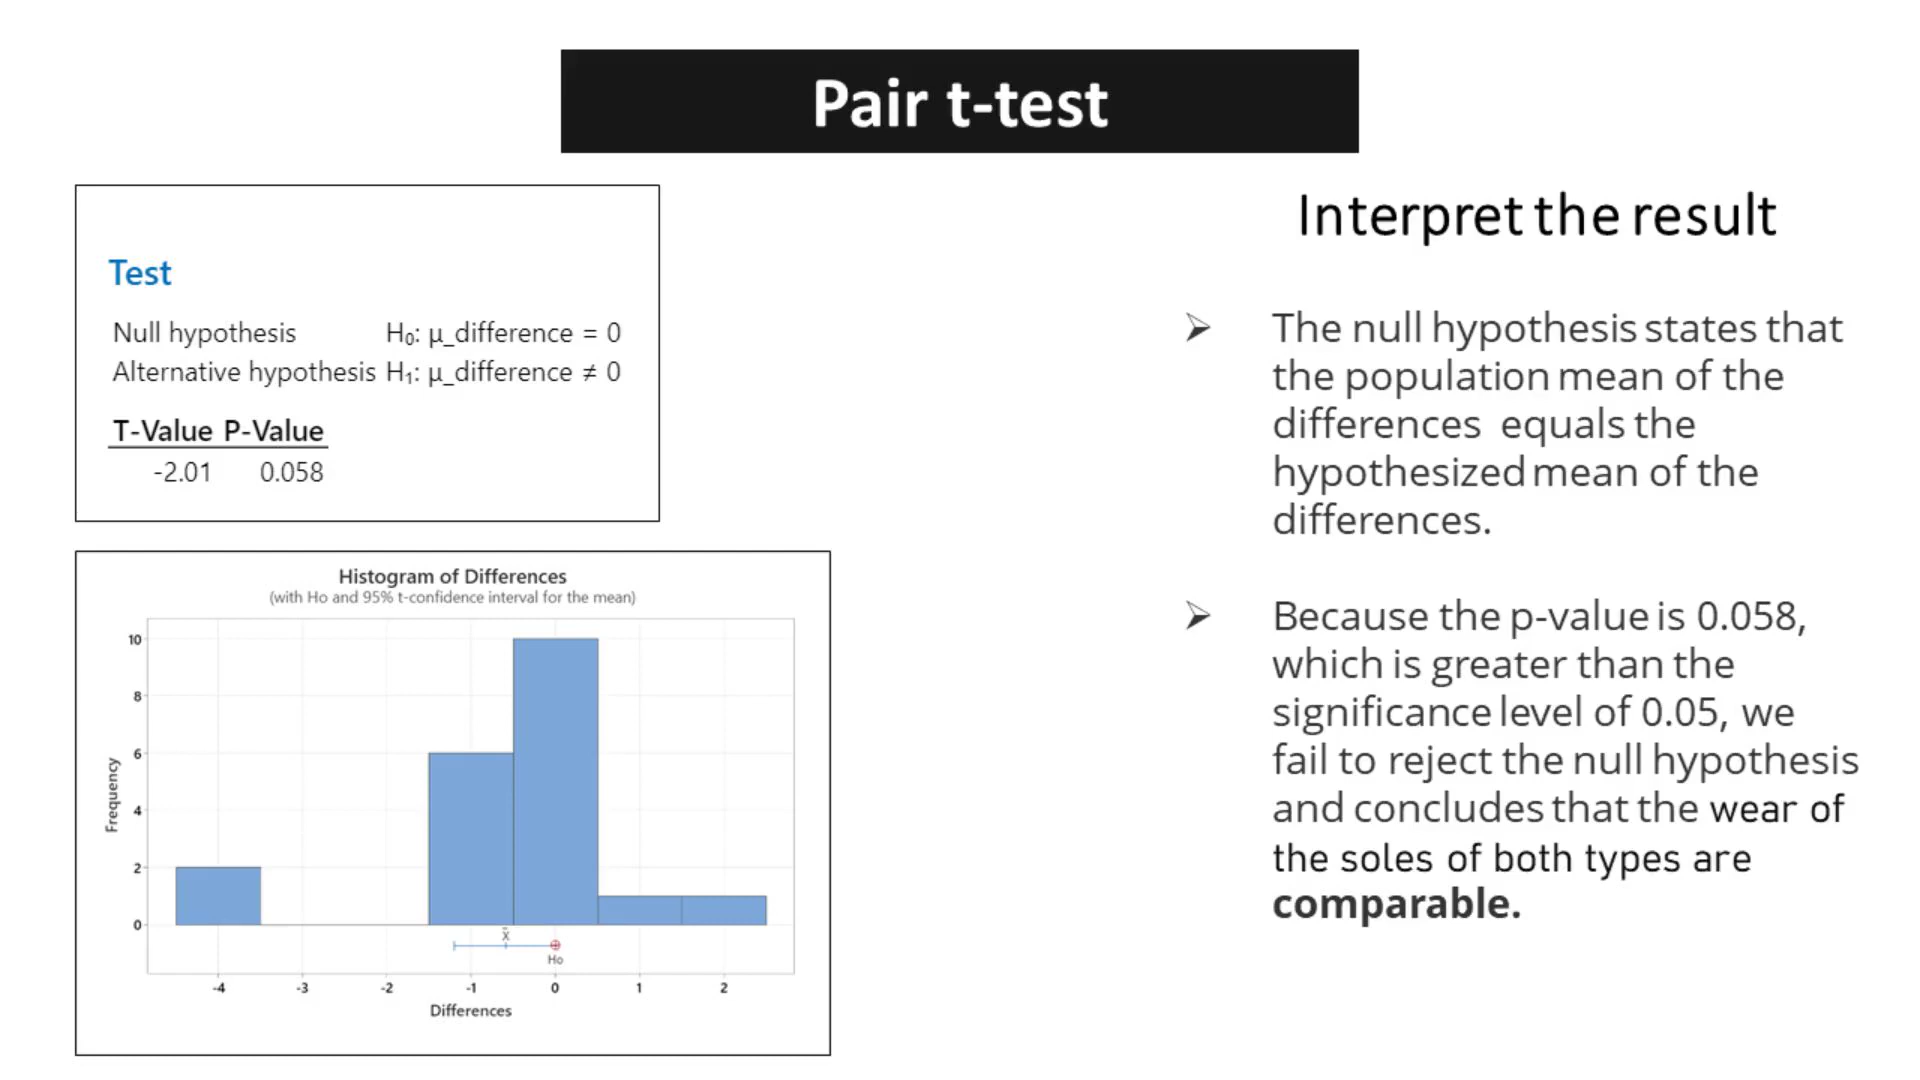 Pair t-test
Test
Null hypothesis H₀: μ_difference = 0
Alternative hypothesis H₁: μ_difference ≠ 0
T-Value P-Value
-2.01 0.058
Histogram of Differences
(with Ho and 95% t-confidence interval for the mean)
10
8
6
4
2
0
Frequency
X̄
Ho
-4 -3 -2 -1 0 1 2
Differences
Interpret the result
➢ The null hypothesis states that
the population mean of the
differences equals the
hypothesized mean of the
differences.
➢ Because the p-value is 0.058,
which is greater than the
significance level of 0.05, we
fail to reject the null hypothesis
and concludes that the wear of
the soles of both types are
comparable.